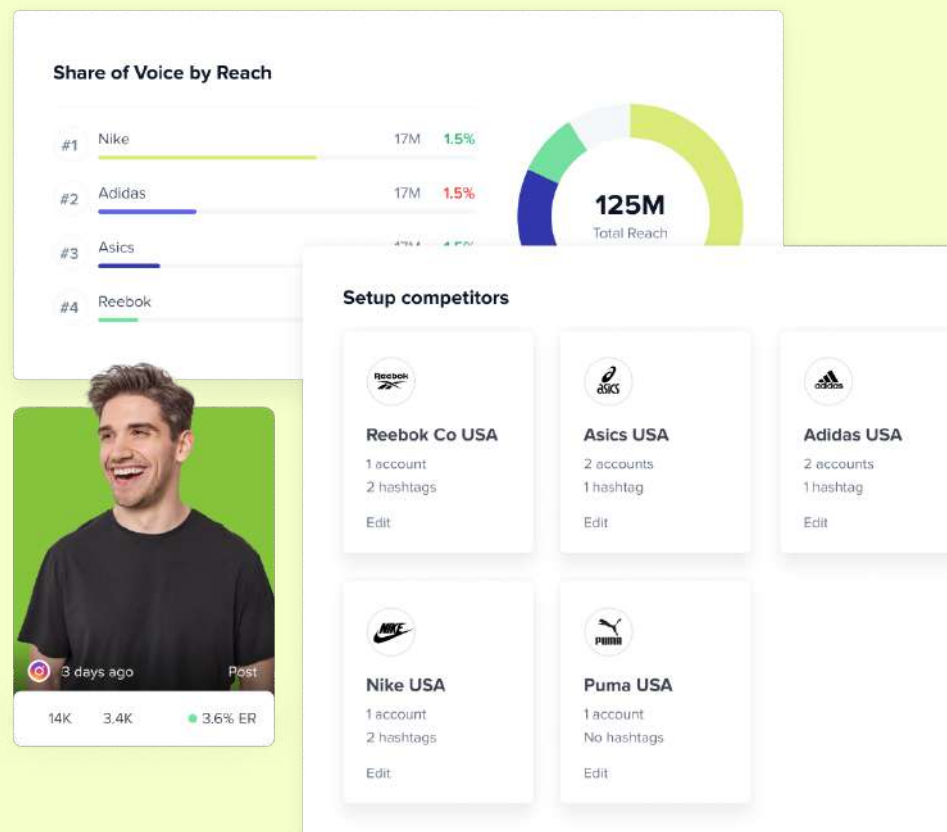 Share of Voice by Reach
#1 Nike 17M 1.5%
#2 Adidas 17M 1.5%
#3 Asics
#4 Reebok
125M
Total Reach
Setup competitors
Reebok
Reebok Co USA
1 account
2 hashtags
Edit
asics
Asics USA
2 accounts
1 hashtag
Edit
adidas
Adidas USA
2 accounts
1 hashtag
Edit
NIKE
Nike USA
1 account
2 hashtags
Edit
PUMA
Puma USA
1 account
No hashtags
Edit
3 days ago Post
14K 3.4K 3.6% ER